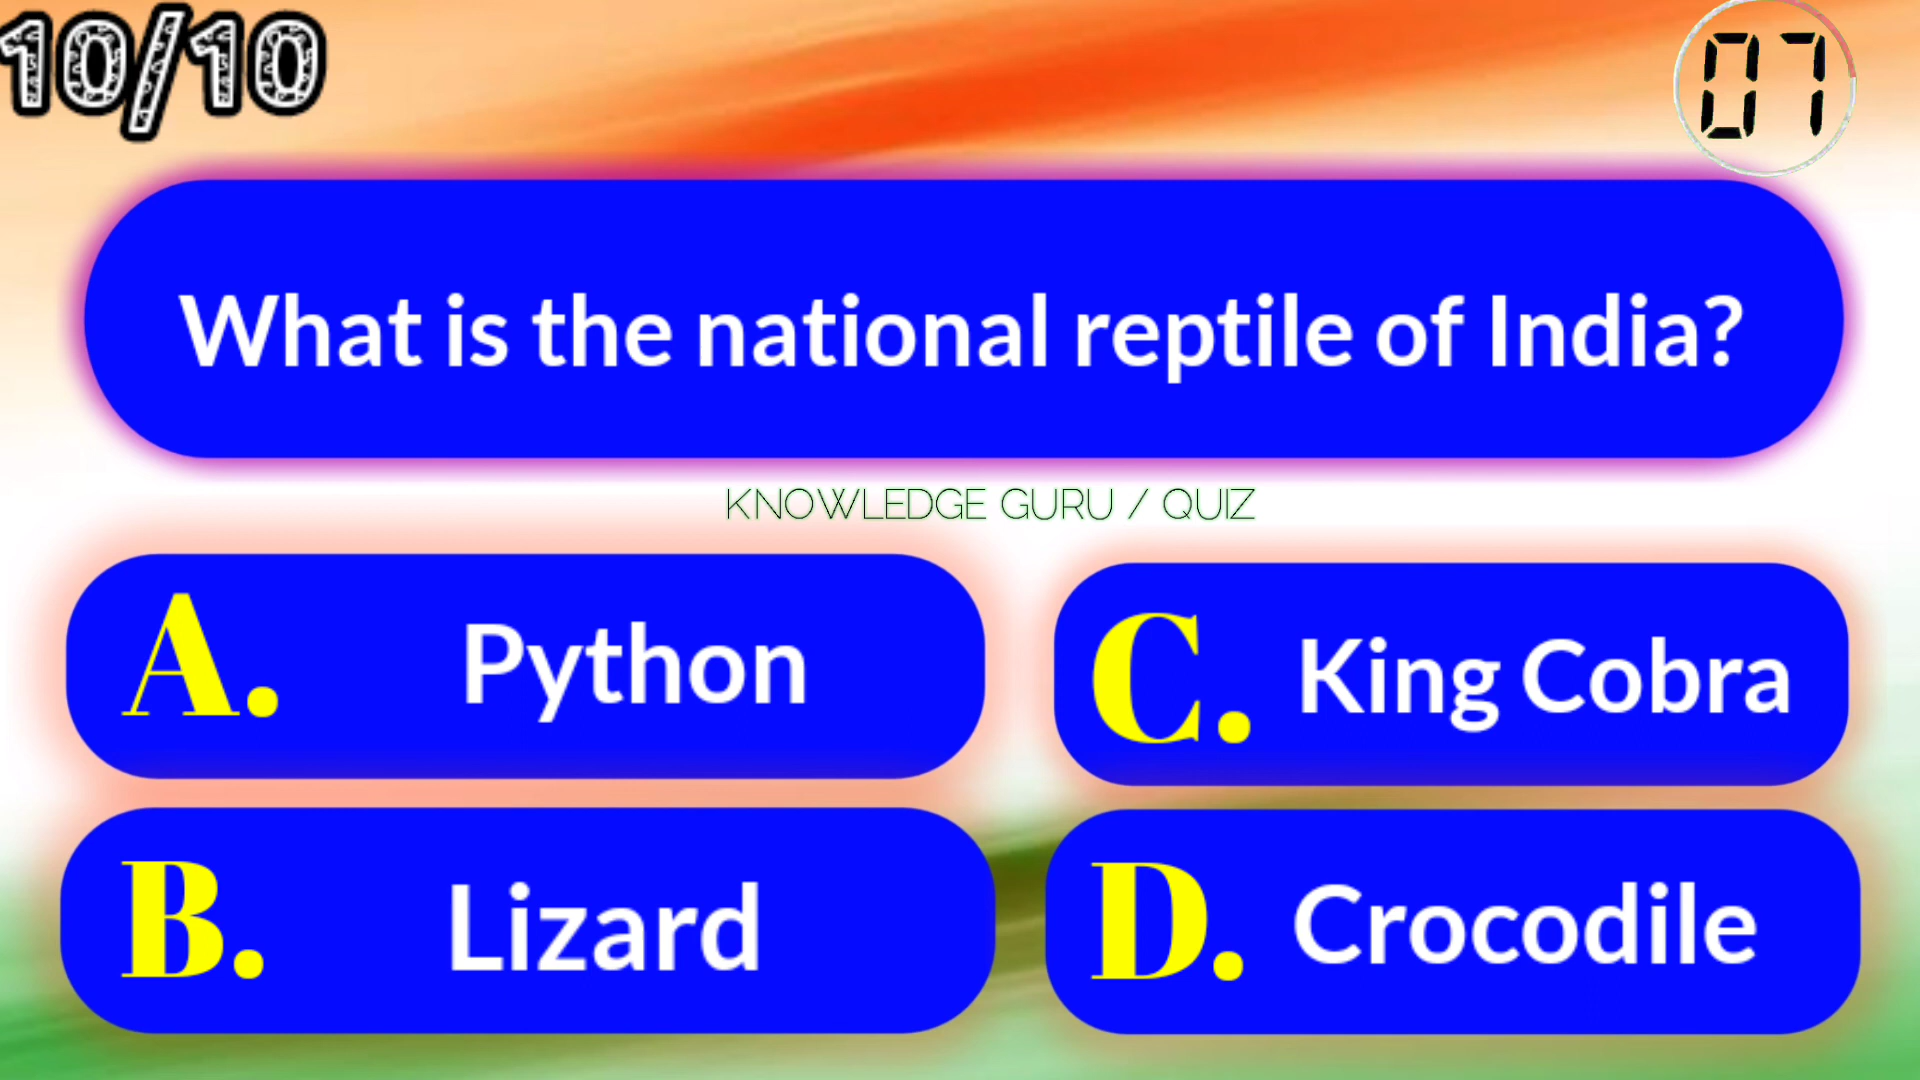 10/10
07
What is the national reptile of India?
KNOWLEDGE GURU / QUIZ
A. Python
C. King Cobra
B. Lizard
D. Crocodile